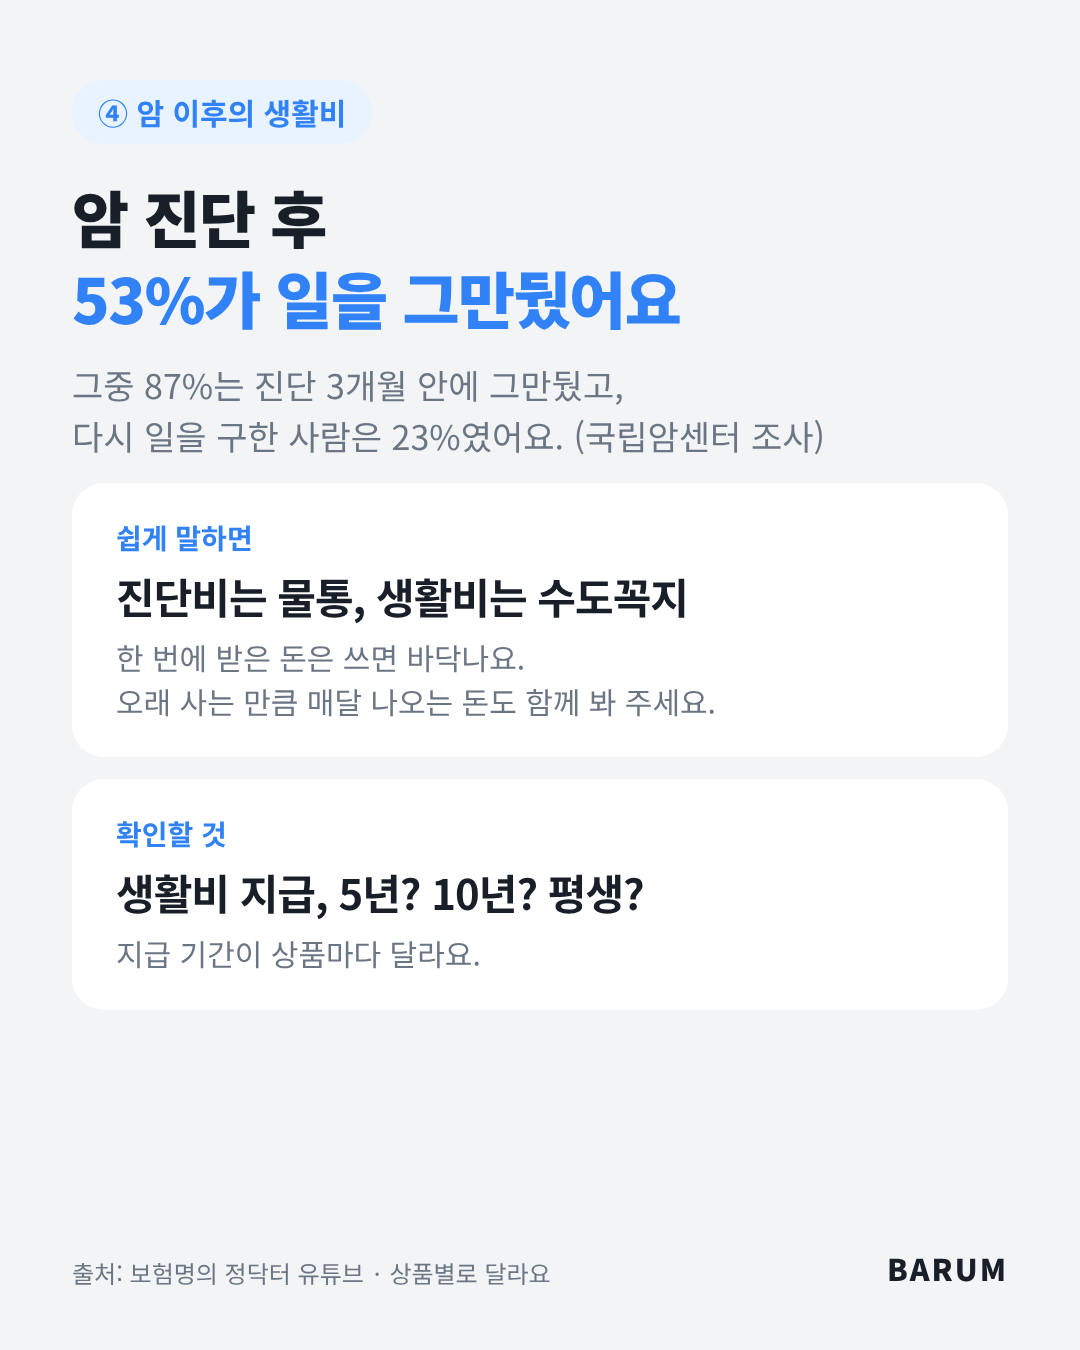 ④ 암 이후의 생활비
암 진단 후
53%가 일을 그만뒀어요
그중 87%는 진단 3개월 안에 그만뒀고,
다시 일을 구한 사람은 23%였어요. (국립암센터 조사)
쉽게 말하면
진단비는 물통, 생활비는 수도꼭지
한 번에 받은 돈은 쓰면 바닥나요.
오래 사는 만큼 매달 나오는 돈도 함께 봐 주세요.
확인할 것
생활비 지급, 5년? 10년? 평생?
지급 기간이 상품마다 달라요.
출처: 보험명의 정닥터 유튜브 · 상품별로 달라요
BARUM